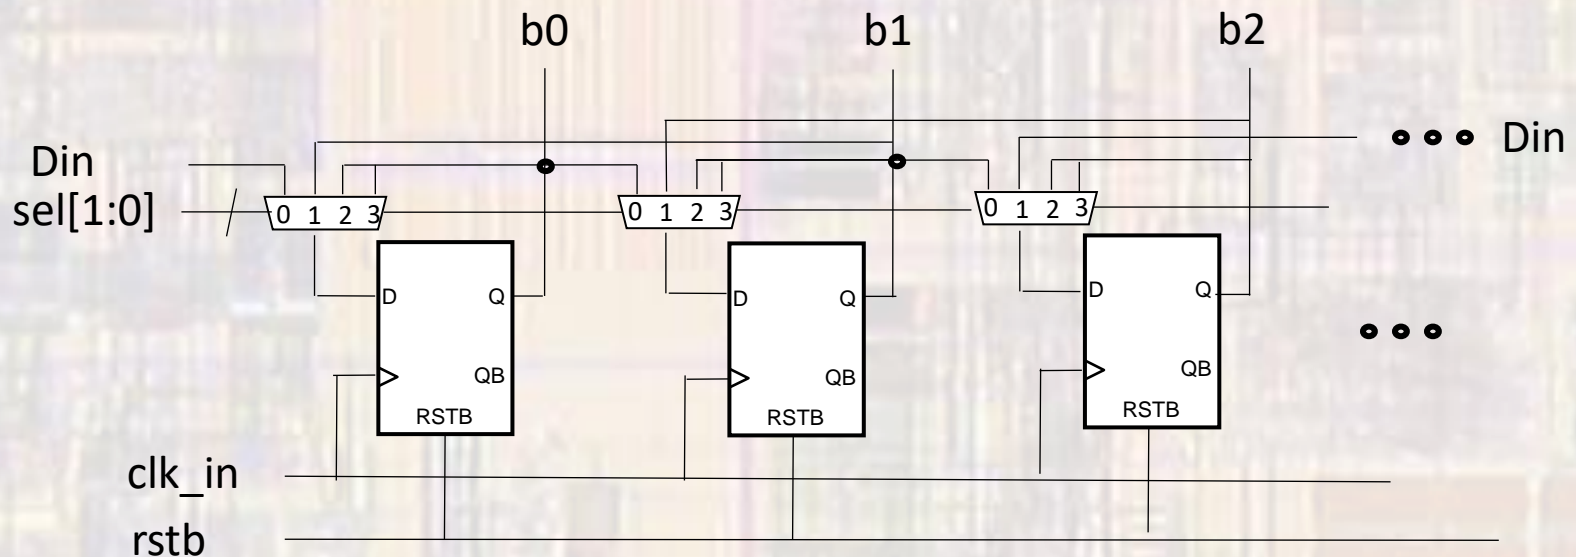 b0 b1 b2
Din Din
sel[1:0]
0 1 2 3 0 1 2 3 0 1 2 3
D Q D Q D Q
QB QB QB
RSTB RSTB RSTB
clk_in
rstb